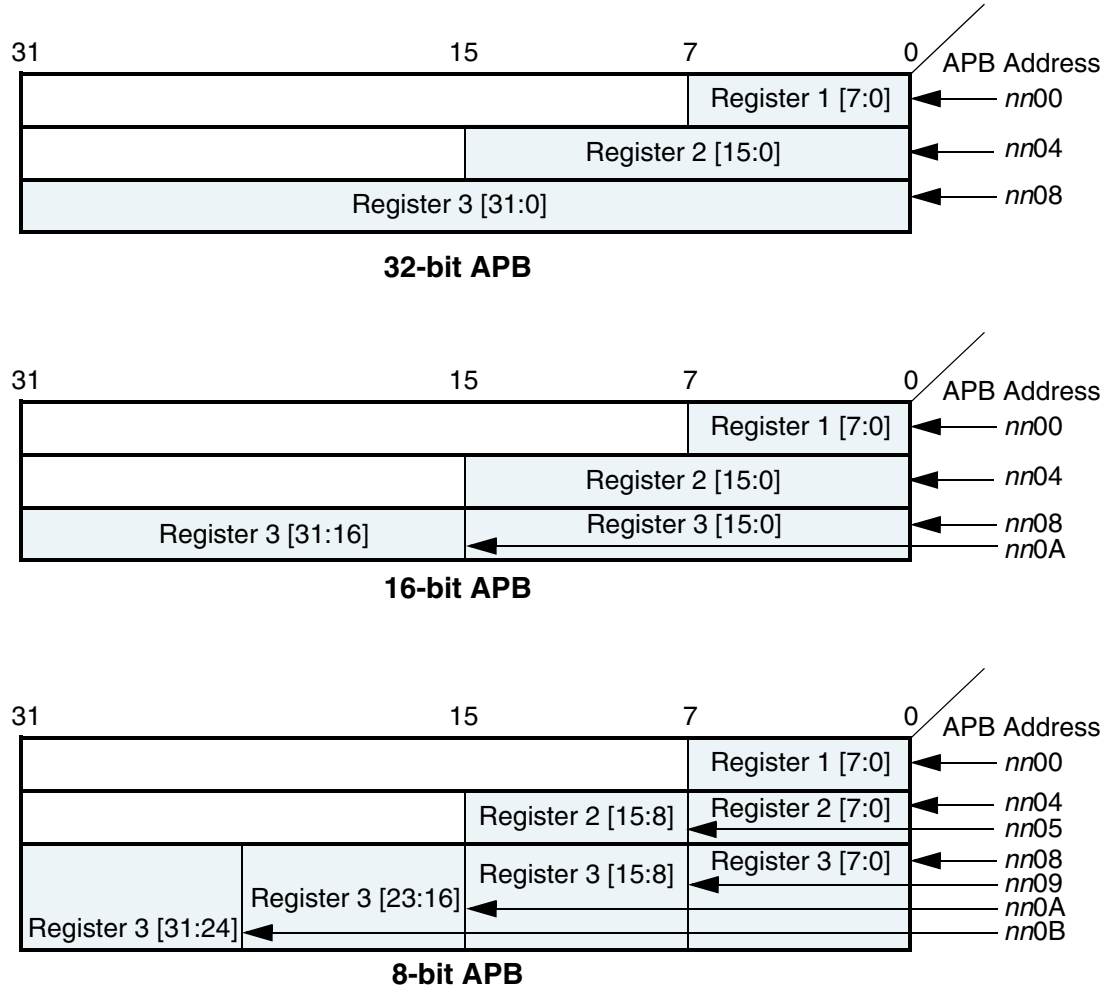 31 15 7 0
APB Address
Register 1 [7:0] nn00
Register 2 [15:0] nn04
Register 3 [31:0] nn08
32-bit APB
31 15 7 0
APB Address
Register 1 [7:0] nn00
Register 2 [15:0] nn04
Register 3 [31:16] Register 3 [15:0] nn08
nn0A
16-bit APB
31 15 7 0
APB Address
Register 1 [7:0] nn00
Register 2 [15:8] Register 2 [7:0] nn04
nn05
Register 3 [31:24] Register 3 [23:16] Register 3 [15:8] Register 3 [7:0] nn08
nn09
nn0A
nn0B
8-bit APB